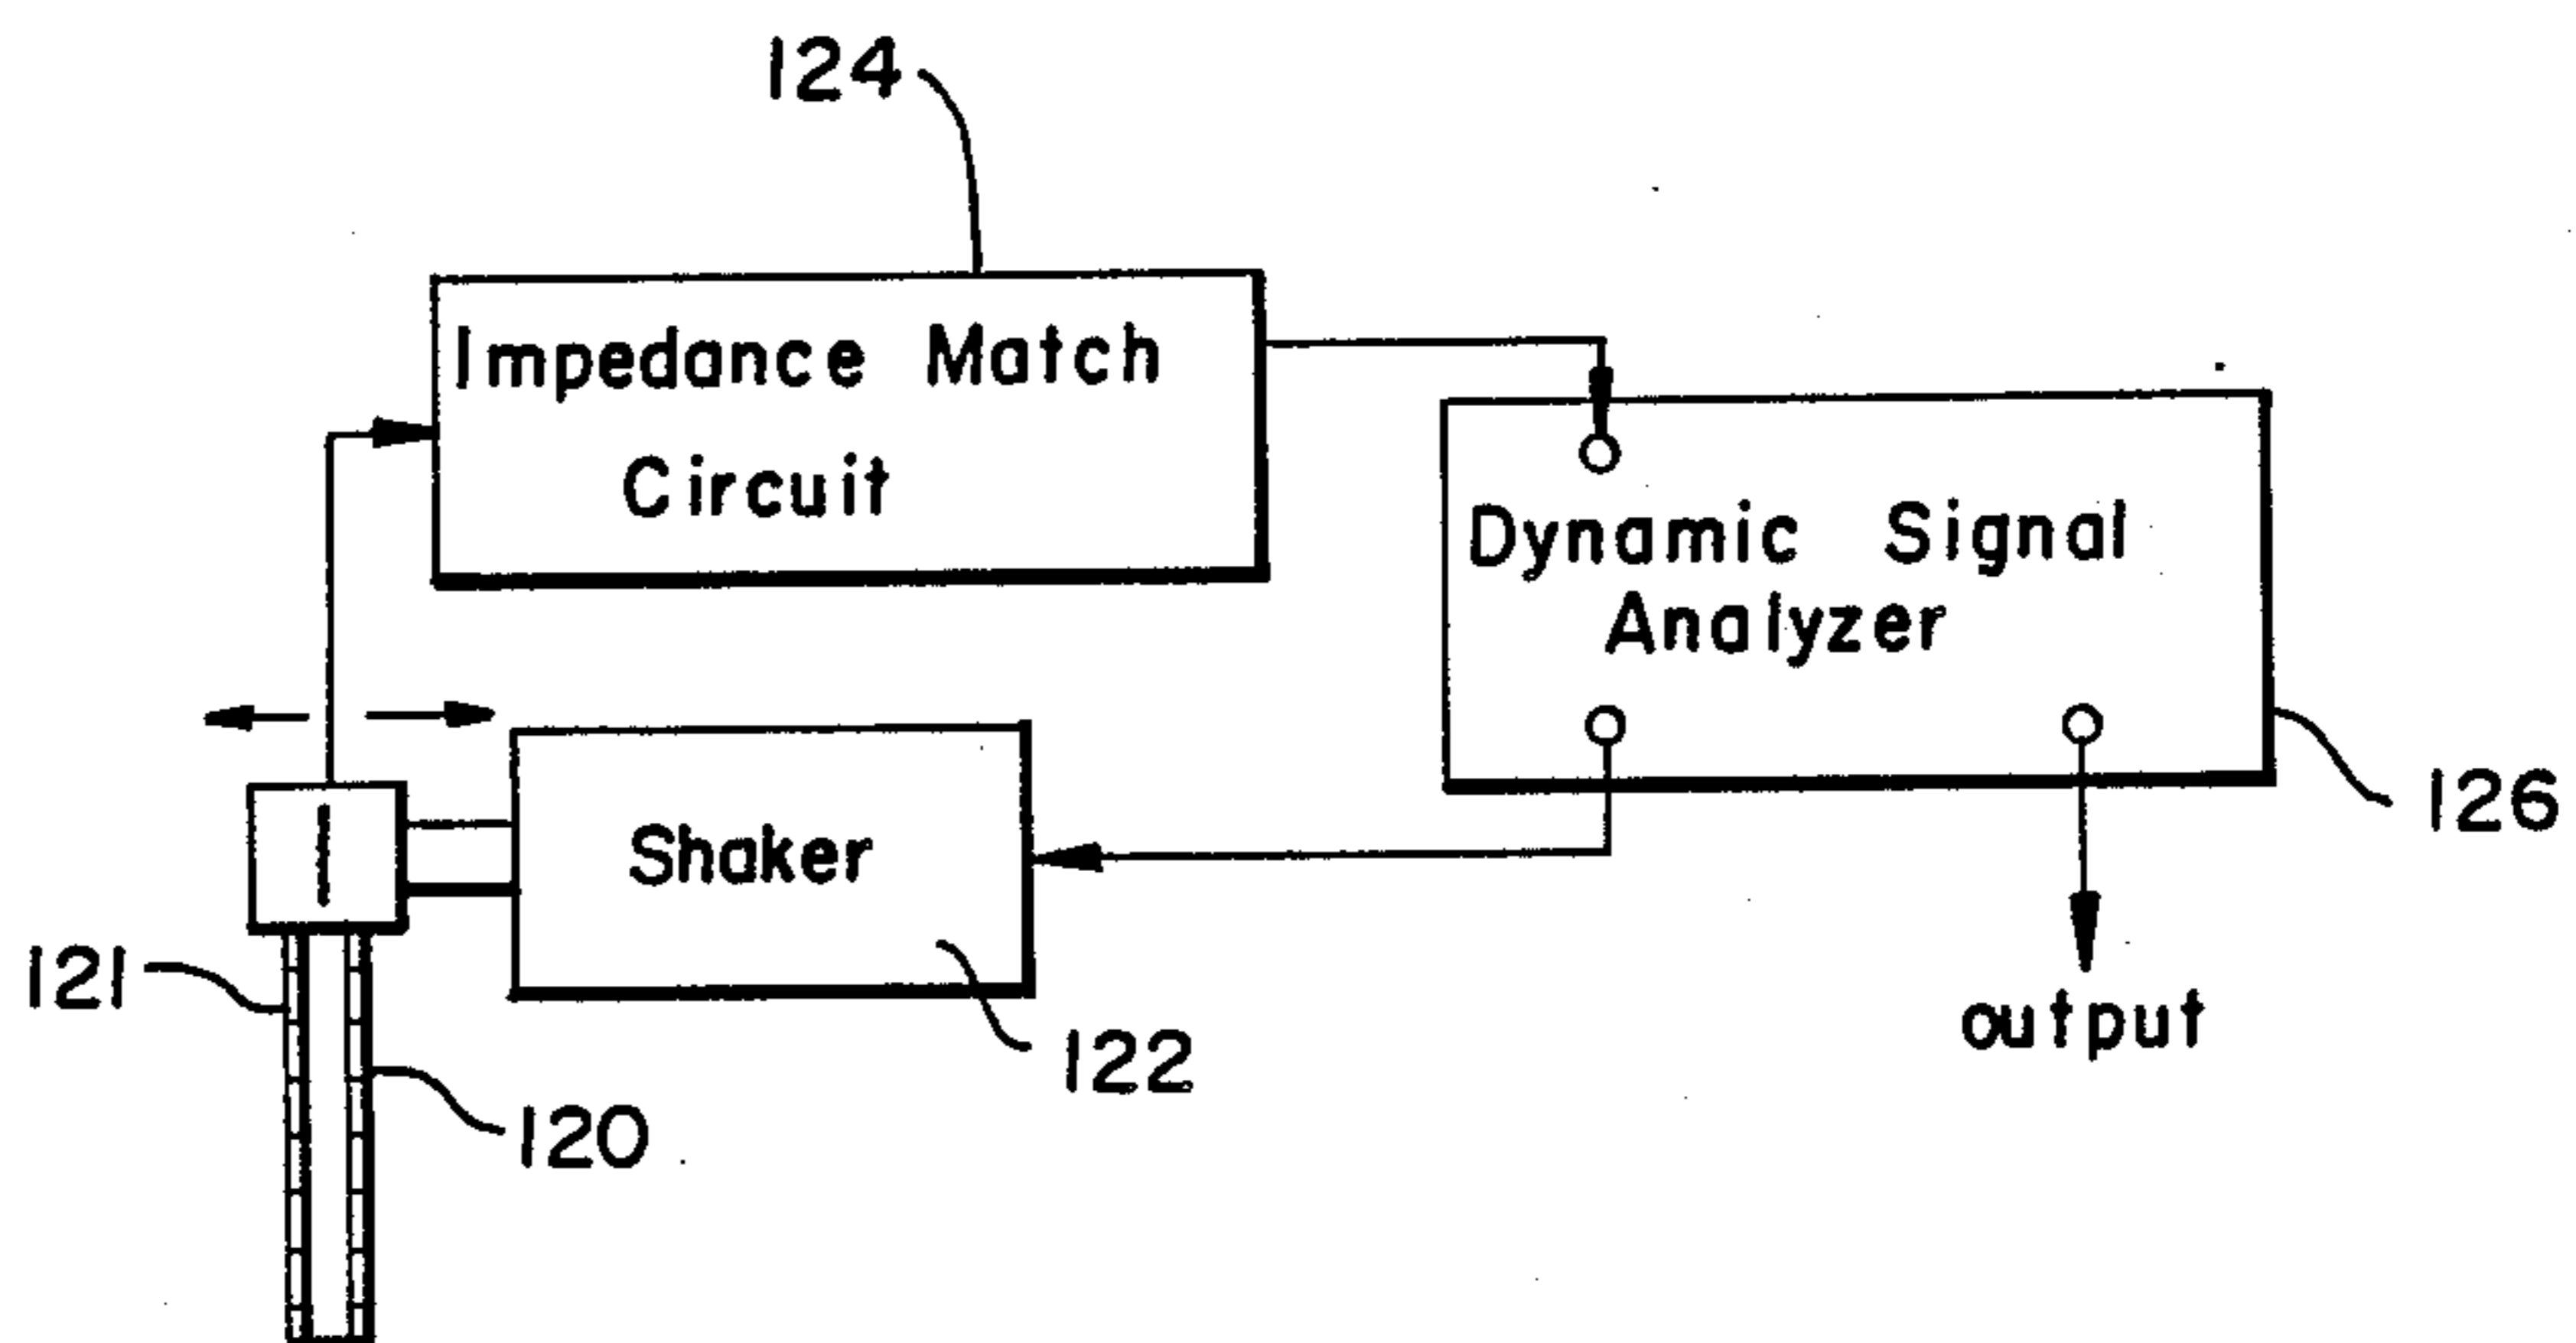 124
Impedance Match
Circuit
Dynamic Signal
Analyzer
126
Shaker
121
122
120
output